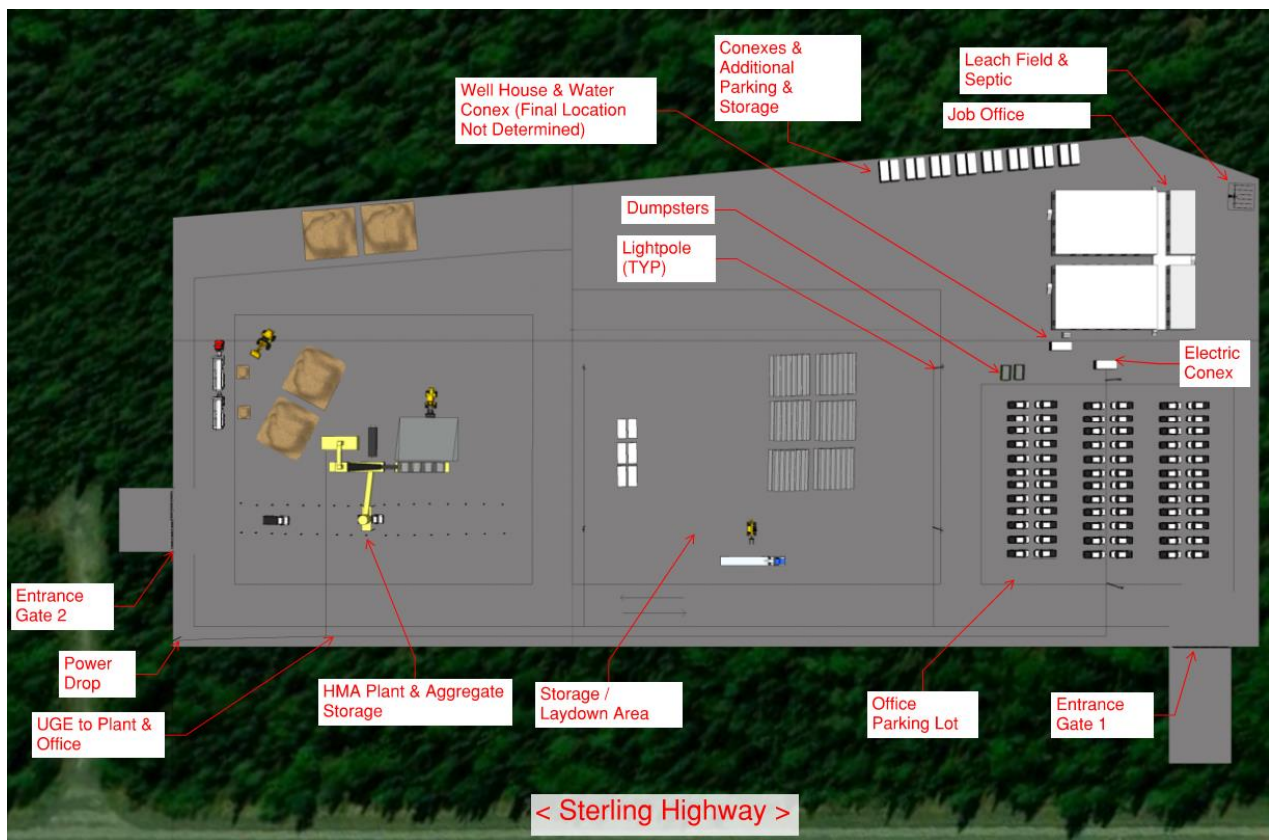 Conexes &
Additional
Parking &
Storage
Leach Field &
Septic
Well House & Water
Conex (Final Location
Not Determined)
Job Office
Dumpsters
Lightpole
(TYP)
Electric
Conex
Entrance
Gate 2
Power
Drop
HMA Plant & Aggregate
Storage
Storage /
Laydown Area
Office
Parking Lot
Entrance
Gate 1
UGE to Plant &
Office
< Sterling Highway >